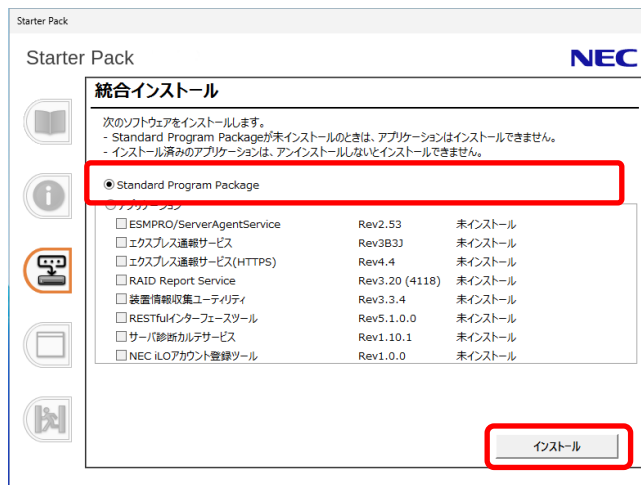 Starter Pack
Starter Pack
NEC
統合インストール
次のソフトウェアをインストールします。
- Standard Program Packageが未インストールのときは、アプリケーションはインストールできません。
- インストール済みのアプリケーションは、アンインストールしないとインストールできません。
Standard Program Package
アプリケーション
ESMPRO/ServerAgentService Rev2.53 未インストール
エクスプレス通報サービス Rev3B3J 未インストール
エクスプレス通報サービス(HTTPS) Rev4.4 未インストール
RAID Report Service Rev3.20 (4118) 未インストール
装置情報収集ユーティリティ Rev3.3.4 未インストール
RESTfulインターフェースツール Rev5.1.0.0 未インストール
サーバ診断カルテサービス Rev1.10.1 未インストール
NEC iLOアカウント登録ツール Rev1.0.0 未インストール
インストール